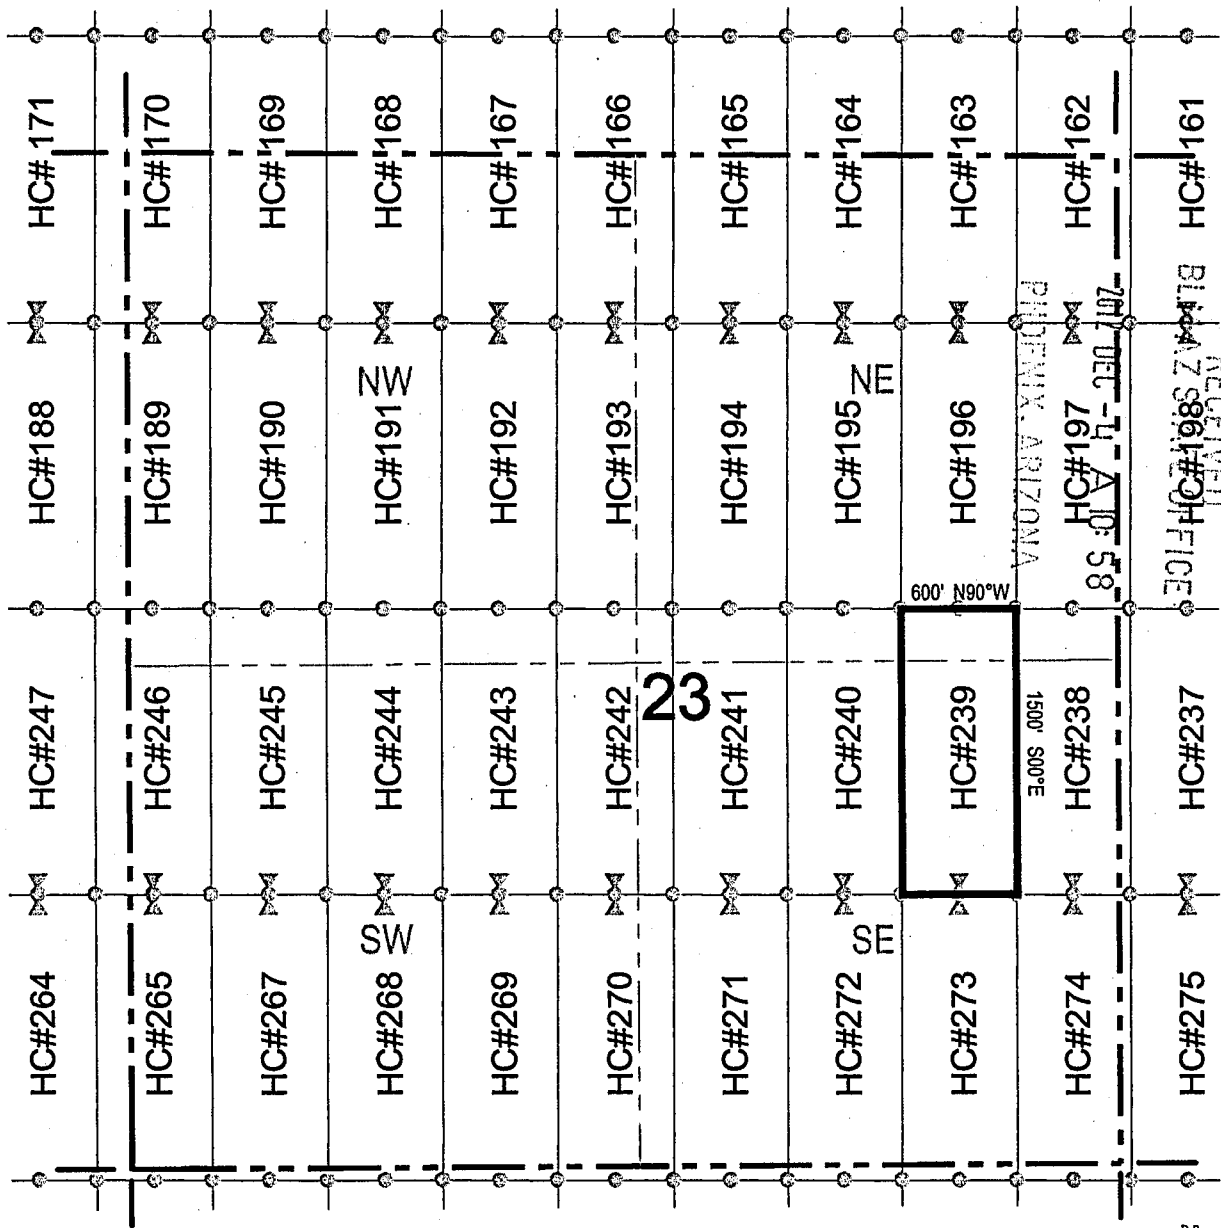 HC# 171
HC# 170
HC# 169
HC# 168
HC# 167
HC# 166
HC# 165
HC# 164
HC# 163
HC# 162
HC# 161
RECEIVED
BLM AZ STATE OFFICE
2012 DEC -4 A 10: 58
PHOENIX, ARIZONA
NW
NE
HC#188
HC#189
HC#190
HC#191
HC#192
HC#193
HC#194
HC#195
HC#196
HC#197
HC#198
600' N90°W
23
HC#247
HC#246
HC#245
HC#244
HC#243
HC#242
HC#241
HC#240
HC#239
1500' S00°E
HC#238
HC#237
SW
SE
HC#264
HC#265
HC#267
HC#268
HC#269
HC#270
HC#271
HC#272
HC#273
HC#274
HC#275